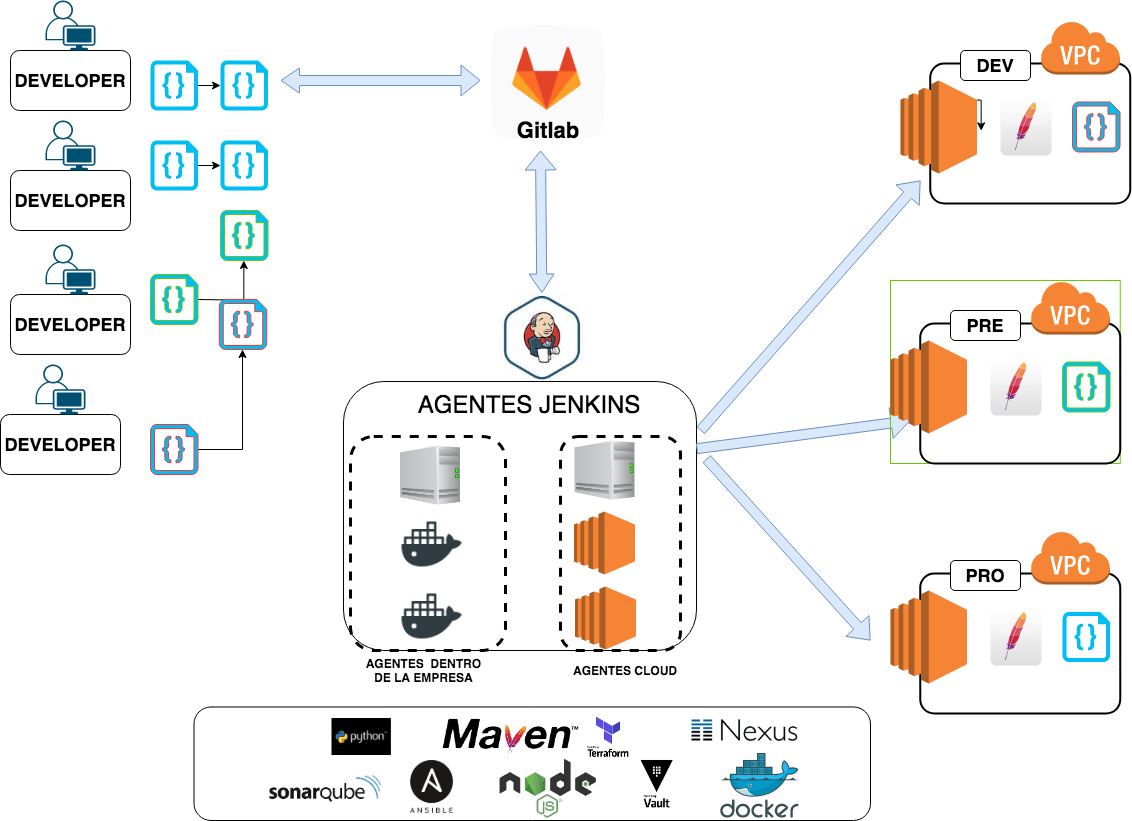 DEVELOPER
{}
{}
DEVELOPER
{}
{}
{}
DEVELOPER
{}
{}
DEVELOPER
{}
Gitlab
AGENTES JENKINS
AGENTES DENTRO
DE LA EMPRESA
AGENTES CLOUD
DEV
VPC
{}
PRE
VPC
{}
PRO
VPC
{}
python
Maven™
Terraform
Nexus
sonarqube
ANSIBLE
node
JS
Vault
docker